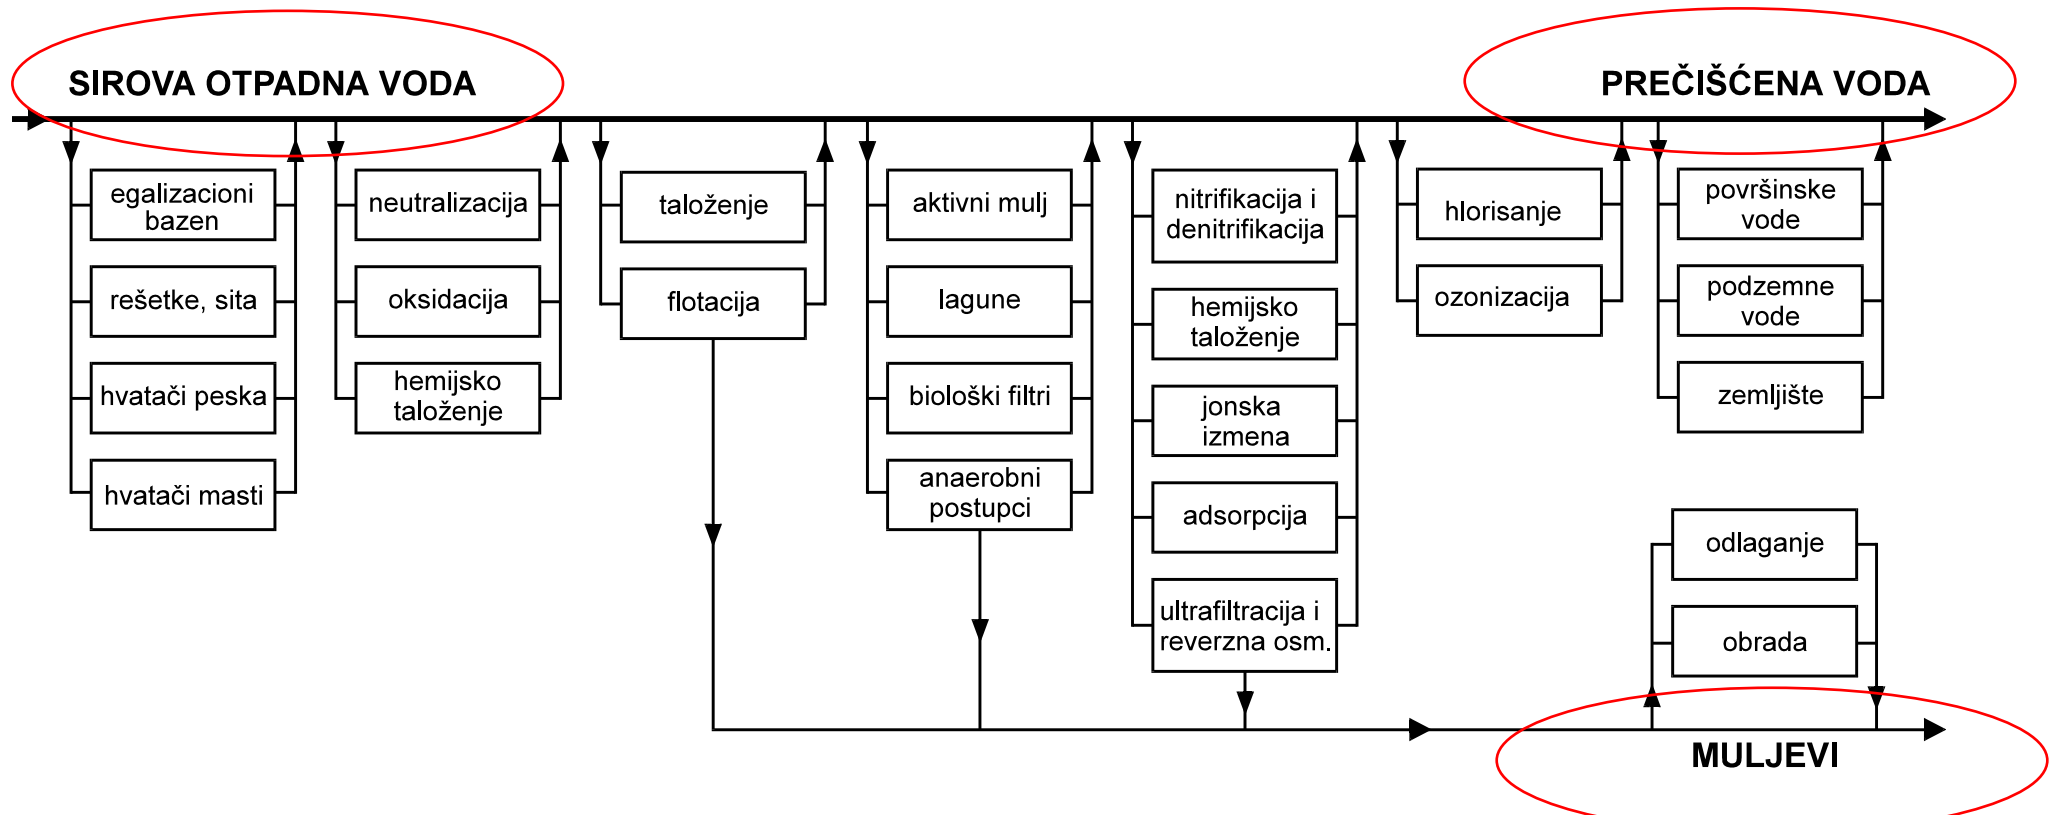 SIROVA OTPADNA VODA
PREČIŠĆENA VODA
egalizacioni
bazen
rešetke, sita
hvatači peska
hvatači masti
neutralizacija
oksidacija
hemijsko
taloženje
taloženje
flotacija
aktivni mulj
lagune
biološki filtri
anaerobni
postupci
nitrifikacija i
denitrifikacija
hemijsko
taloženje
jonska
izmena
adsorpcija
ultrafiltracija i
reverzna osm.
hlorisanje
ozonizacija
površinske
vode
podzemne
vode
zemljište
odlaganje
obrada
MULJEVI